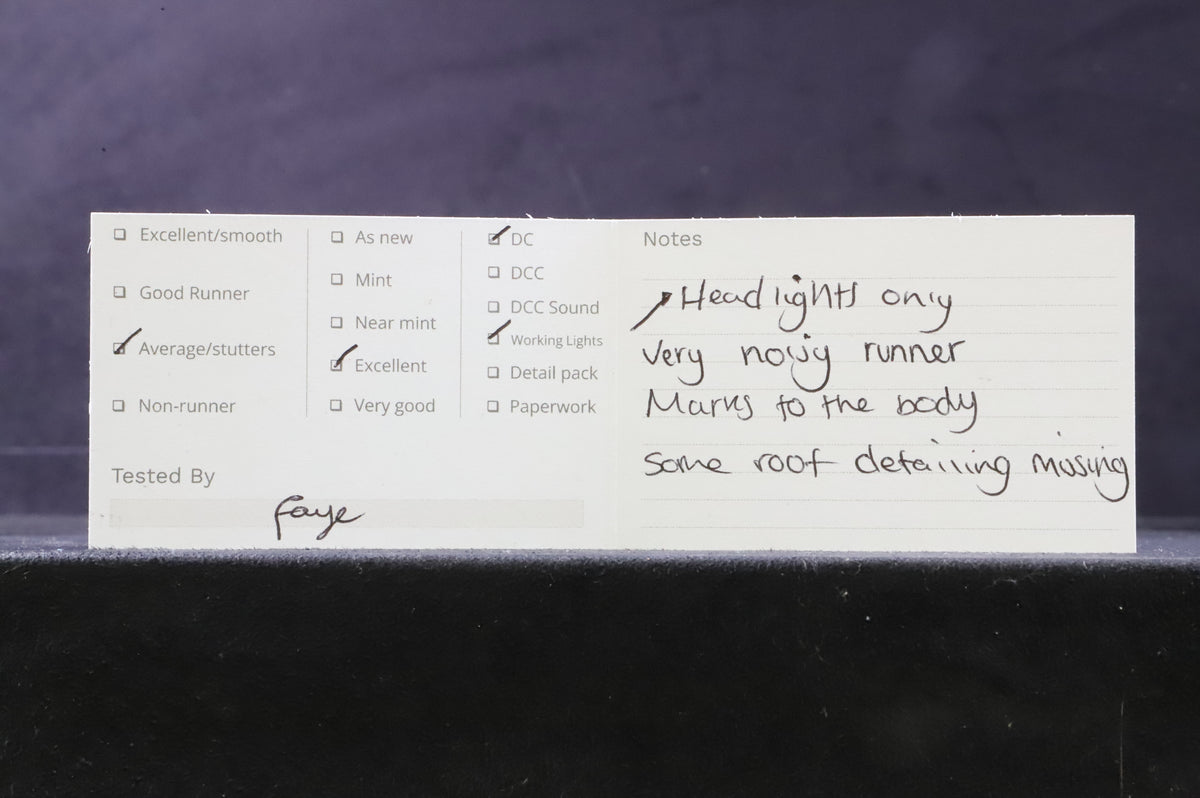 Excellent/smooth
Good Runner
Average/stutters
Non-runner
As new
Mint
Near mint
Excellent
Very good
DC
DCC
DCC Sound
Working Lights
Detail pack
Paperwork
Tested By
faye
Notes
Headlights only
Very noisy runner
Marks to the body
Some roof detailing missing